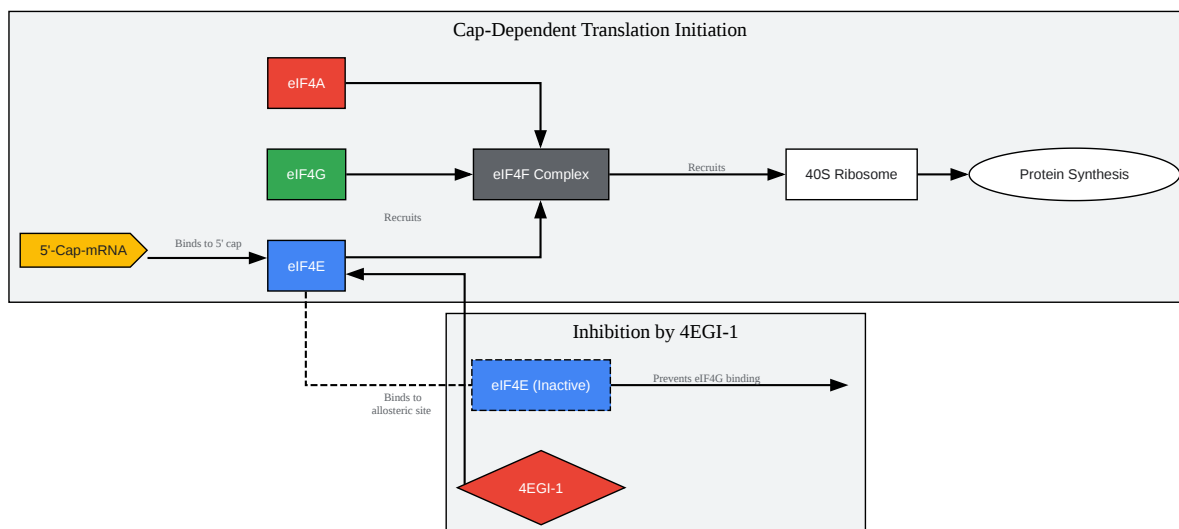 Cap-Dependent Translation Initiation
eIF4A
eIF4G
eIF4F Complex
Recruits
40S Ribosome
Protein Synthesis
Recruits
5'-Cap-mRNA
Binds to 5' cap
eIF4E
Inhibition by 4EGI-1
eIF4E (Inactive)
Prevents eIF4G binding
Binds to
allosteric site
4EGI-1